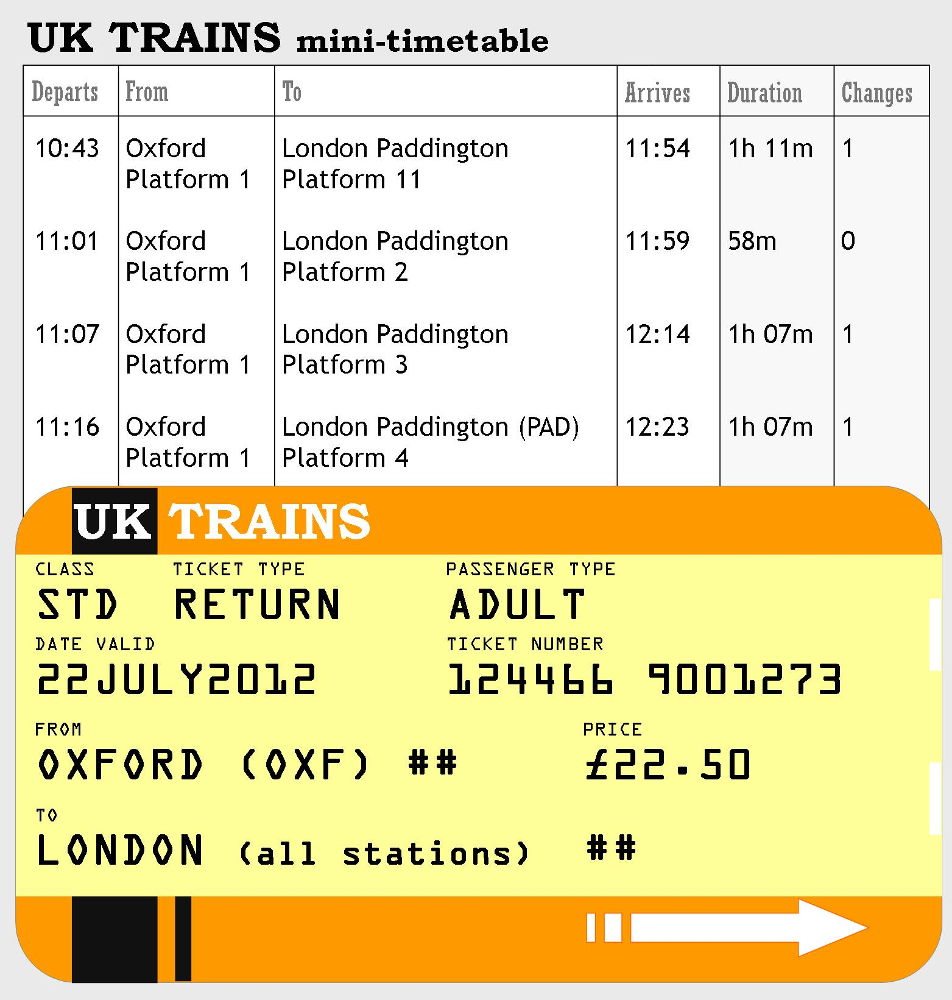 UK TRAINS mini-timetable
Departs From To Arrives Duration Changes
10:43 Oxford London Paddington 11:54 1h 11m 1
Platform 1 Platform 11
11:01 Oxford London Paddington 11:59 58m 0
Platform 1 Platform 2
11:07 Oxford London Paddington 12:14 1h 07m 1
Platform 1 Platform 3
11:16 Oxford London Paddington (PAD) 12:23 1h 07m 1
Platform 1 Platform 4
UK TRAINS
CLASS TICKET TYPE PASSENGER TYPE
STD RETURN ADULT
DATE VALID TICKET NUMBER
22JULY2012 124466 9001273
FROM PRICE
OXFORD (OXF) ## £22.50
TO
LONDON (all stations) ##